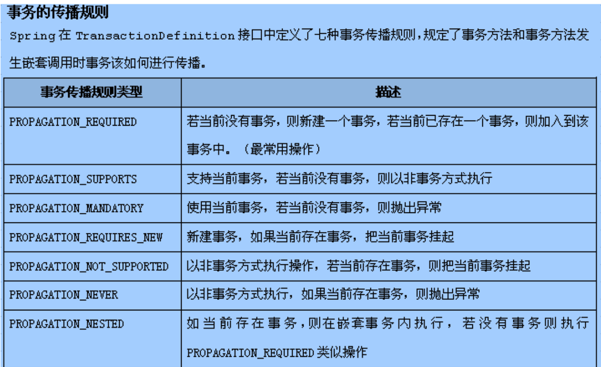 事务的传播规则
Spring 在 TransactionDefinition 接口中定义了七种事务传播规则,规定了事务方法和事务方法发
生嵌套调用时事务该如何进行传播。
事务传播规则类型 描述
PROPAGATION_REQUIRED 若当前没有事务,则新建一个事务,若当前已存在一个事务,则加入到该
事务中。(最常用操作)
PROPAGATION_SUPPORTS 支持当前事务,若当前没有事务,则以非事务方式执行
PROPAGATION_MANDATORY 使用当前事务,若当前没有事务,则抛出异常
PROPAGATION_REQUIRES_NEW 新建事务,如果当前存在事务,把当前事务挂起
PROPAGATION_NOT_SUPPORTED 以非事务方式执行操作,若当前存在事务,则把当前事务挂起
PROPAGATION_NEVER 以非事务方式执行,如果当前存在事务,则抛出异常
PROPAGATION_NESTED 如当前存在事务,则在嵌套事务内执行,若没有事务则执行
PROPAGATION_REQUIRED 类似操作